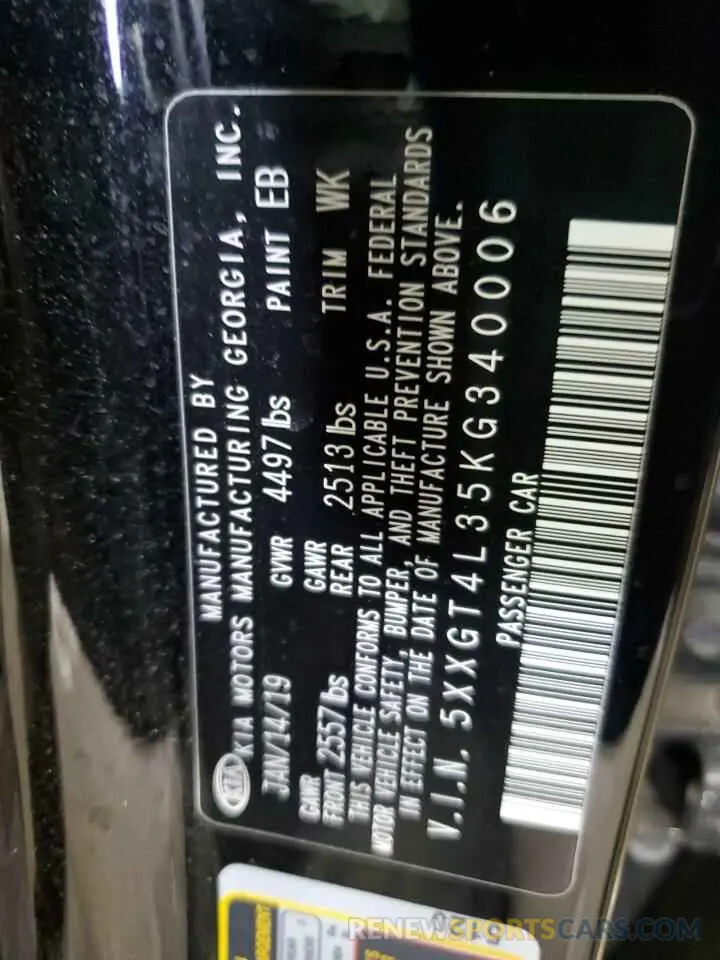 MANUFACTURED BY
KIA KIA MOTORS MANUFACTURING GEORGIA, INC.
JAN/14/19 GVWR 4497 lbs PAINT EB
GAWR FRONT 2557 lbs GAWR REAR 2513 lbs TRIM WK
THIS VEHICLE CONFORMS TO ALL APPLICABLE U.S.A. FEDERAL
MOTOR VEHICLE SAFETY, BUMPER, AND THEFT PREVENTION STANDARDS
IN EFFECT ON THE DATE OF MANUFACTURE SHOWN ABOVE..
V.I.N. 5XXGT4L35KG340006
PASSENGER CAR
RENEWSPORTSCARS.COM